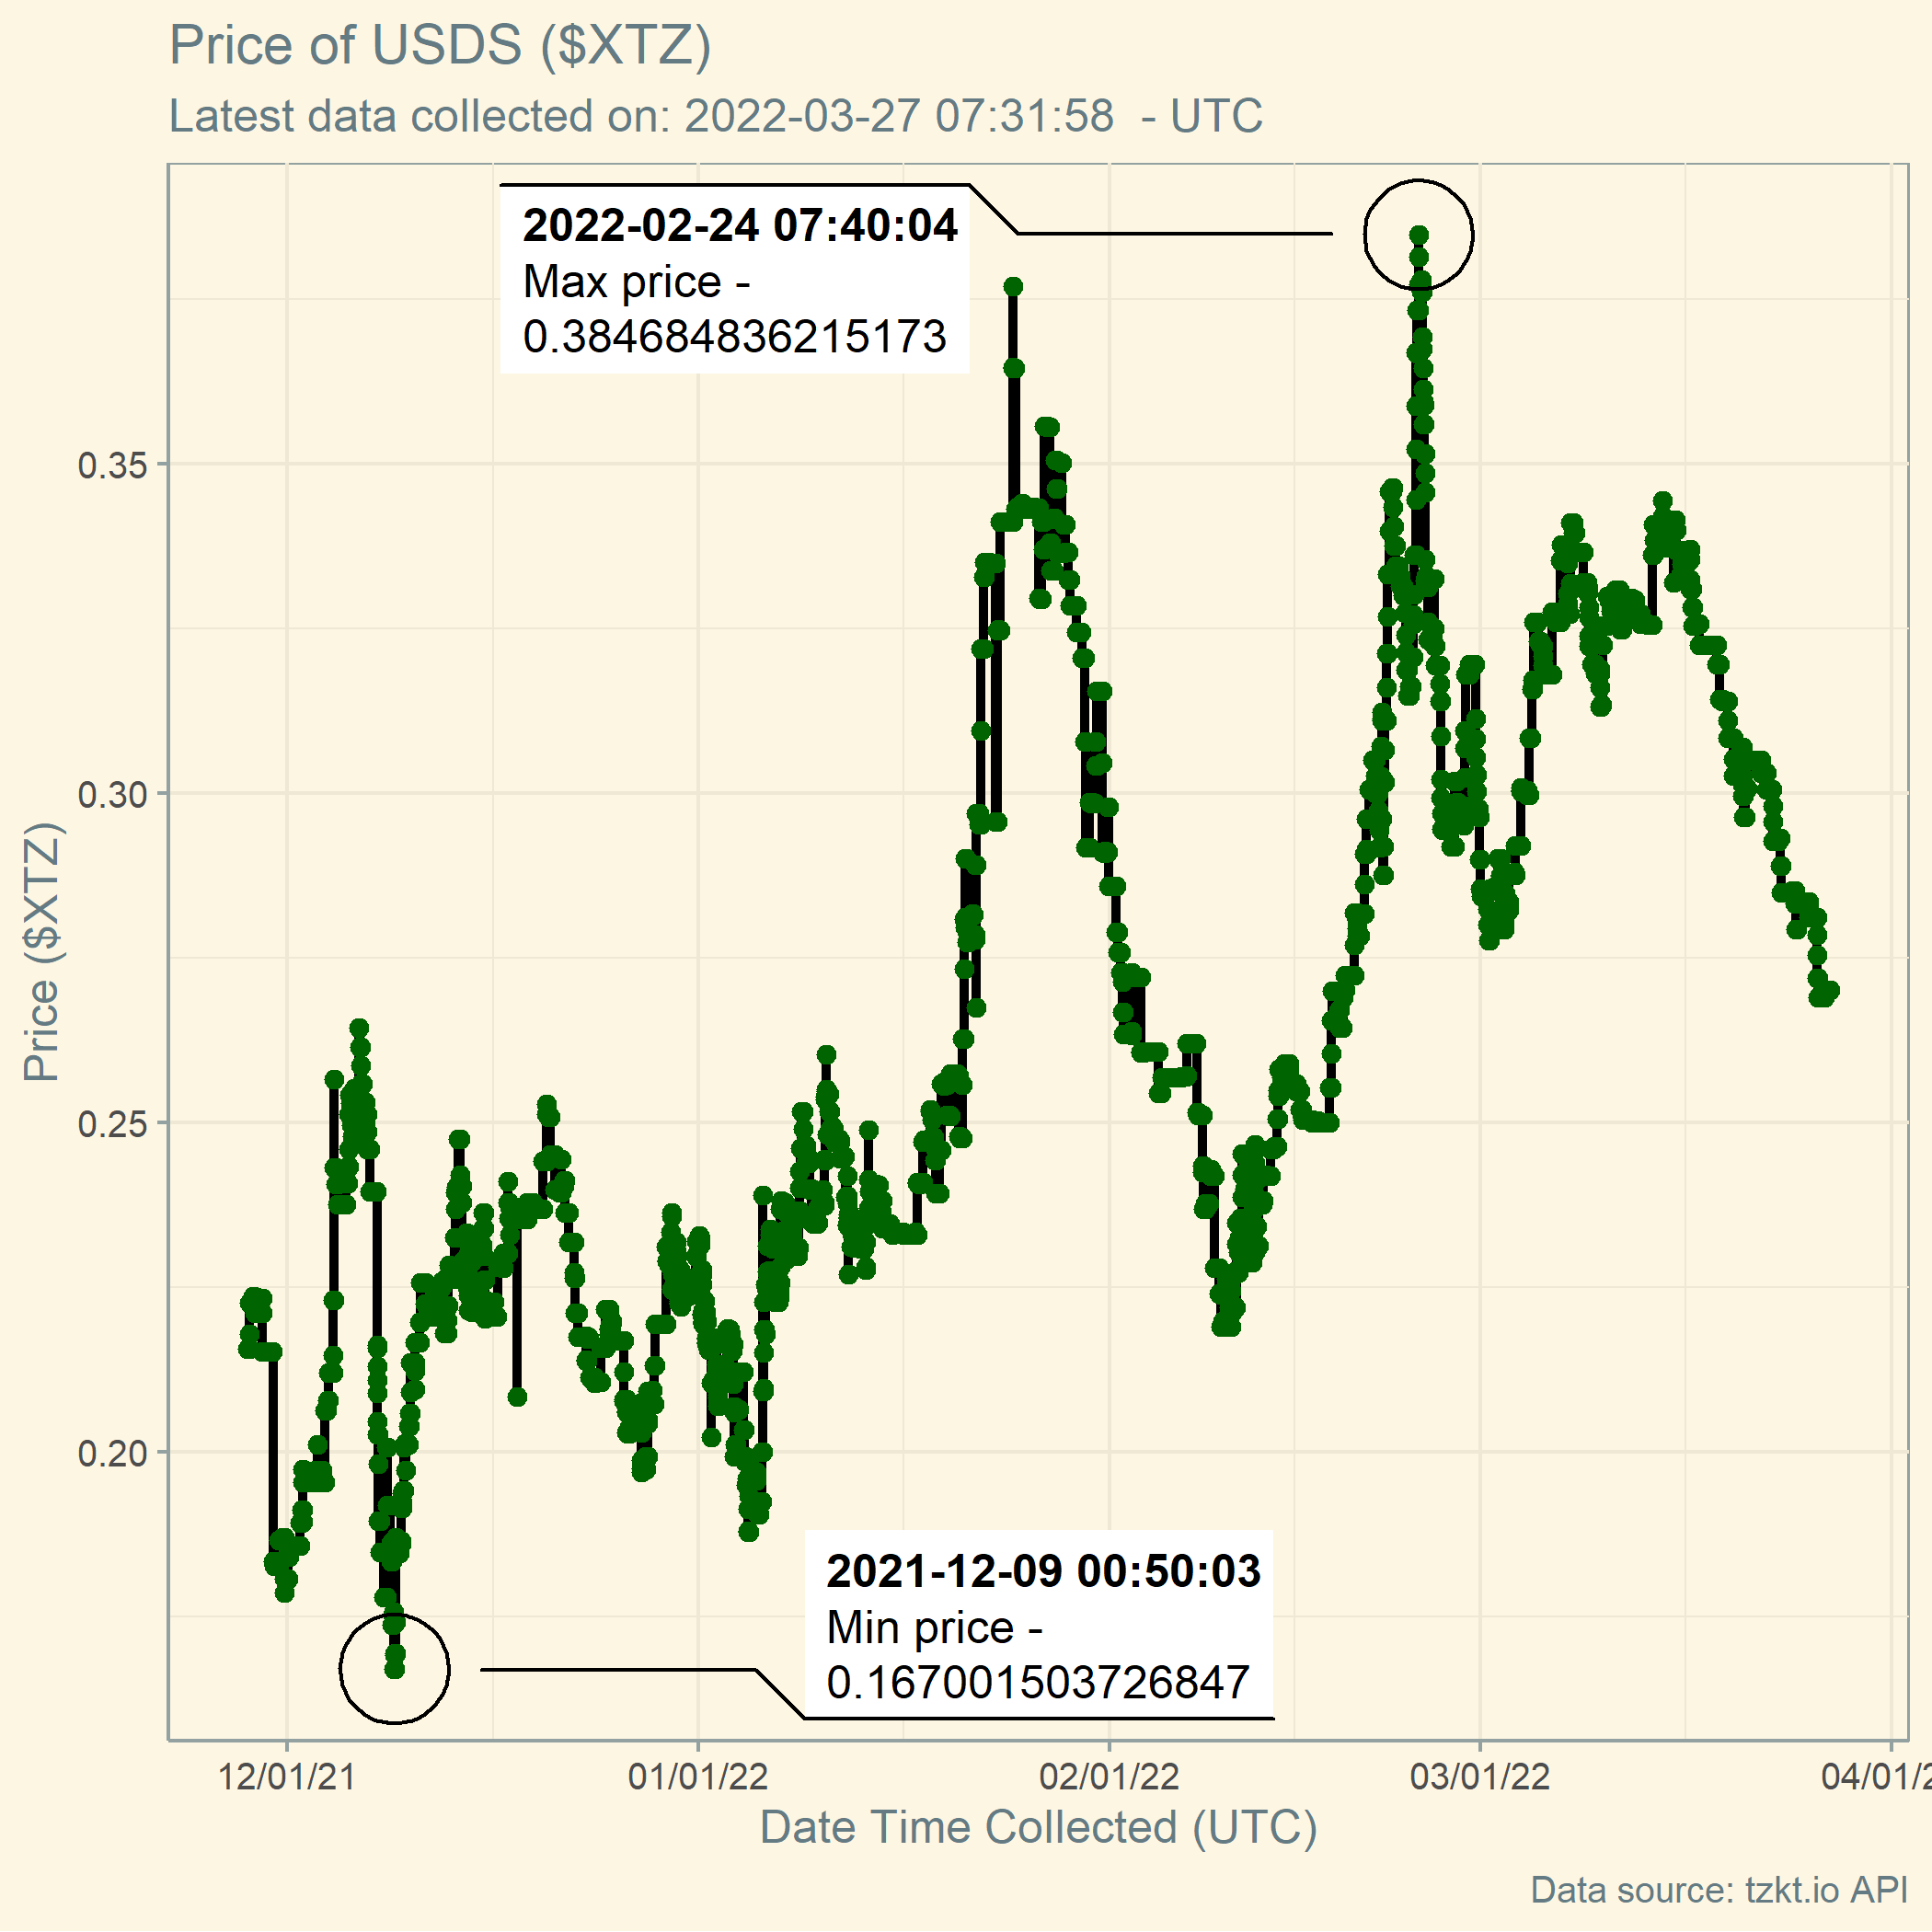 Price of USDS ($XTZ)
Latest data collected on: 2022-03-27 07:31:58  - UTC
2022-02-24 07:40:04
Max price -
0.384684836215173
0.35
0.30
0.25
0.20
Price ($XTZ)
2021-12-09 00:50:03
Min price -
0.167001503726847
12/01/21
01/01/22
02/01/22
03/01/22
04/01/2
Date Time Collected (UTC)
Data source: tzkt.io API